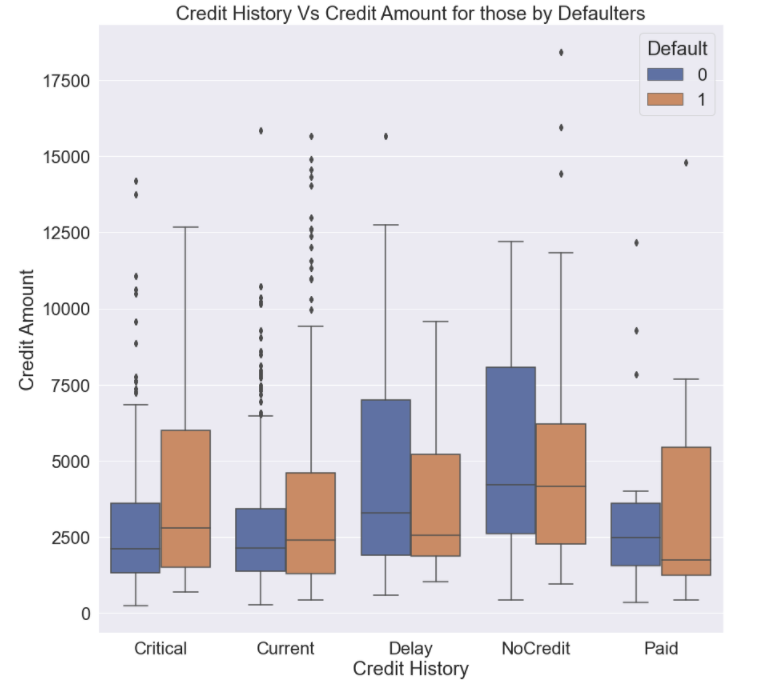 Credit History Vs Credit Amount for those by Defaulters
Default
0
1
17500
15000
12500
10000
7500
5000
2500
0
Credit Amount
Critical
Current
Delay
NoCredit
Paid
Credit History